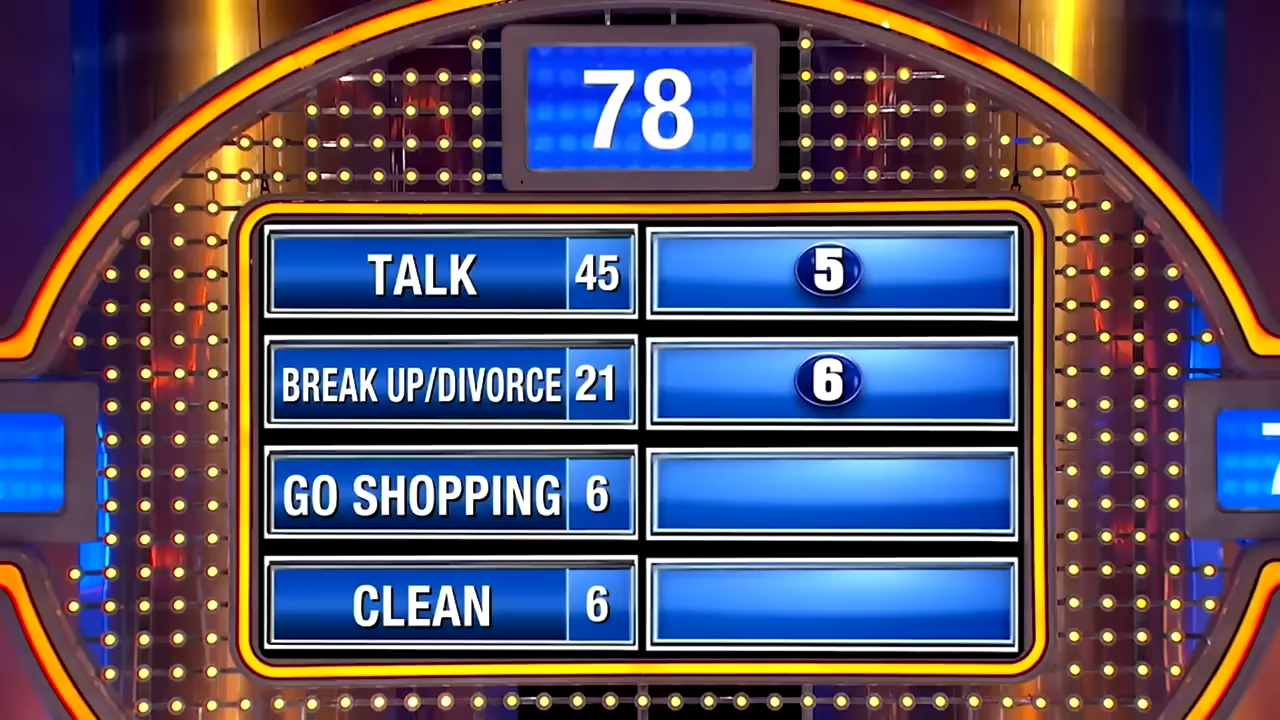 78
TALK 45
5
BREAK UP/DIVORCE 21
6
GO SHOPPING 6
CLEAN 6